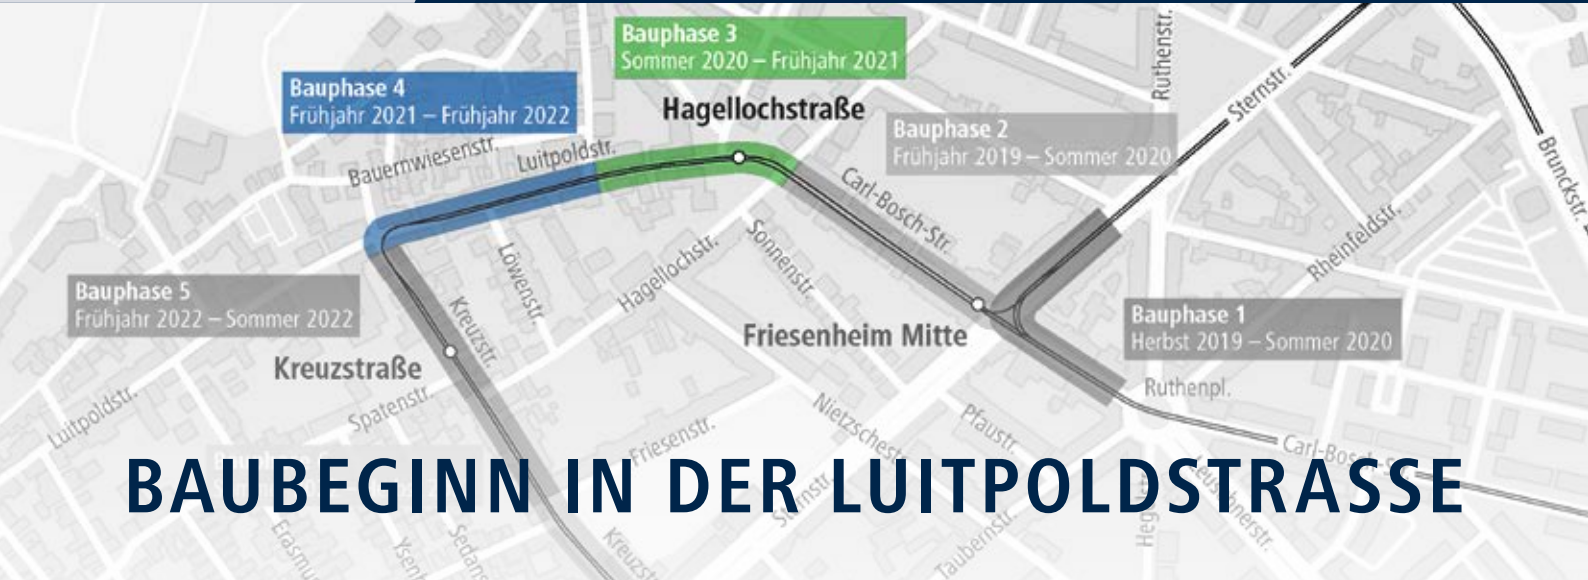 Bauphase 3
Sommer 2020 – Frühjahr 2021
Bauphase 4
Frühjahr 2021 – Frühjahr 2022
Hagellochstraße
Bauphase 2
Frühjahr 2019 – Sommer 2020
Ruthenstr.
Sternstr.
Brunckstr.
Bauernwiesenstr.
Luitpoldstr.
Carl-Bosch-Str.
Rheinfeldstr.
Löwenstr.
Hagellochstr.
Sonnenstr.
Bauphase 5
Frühjahr 2022 – Sommer 2022
Kreuzstr.
Kreuzstraße
Friesenheim Mitte
Bauphase 1
Herbst 2019 – Sommer 2020
Ruthenpl.
Luitpoldstr.
Spatenstr.
Friesenstr.
Pfaustr.
BAUBEGINN IN DER LUITPOLDSTRASSE
Sternstr.
Taubernstr.